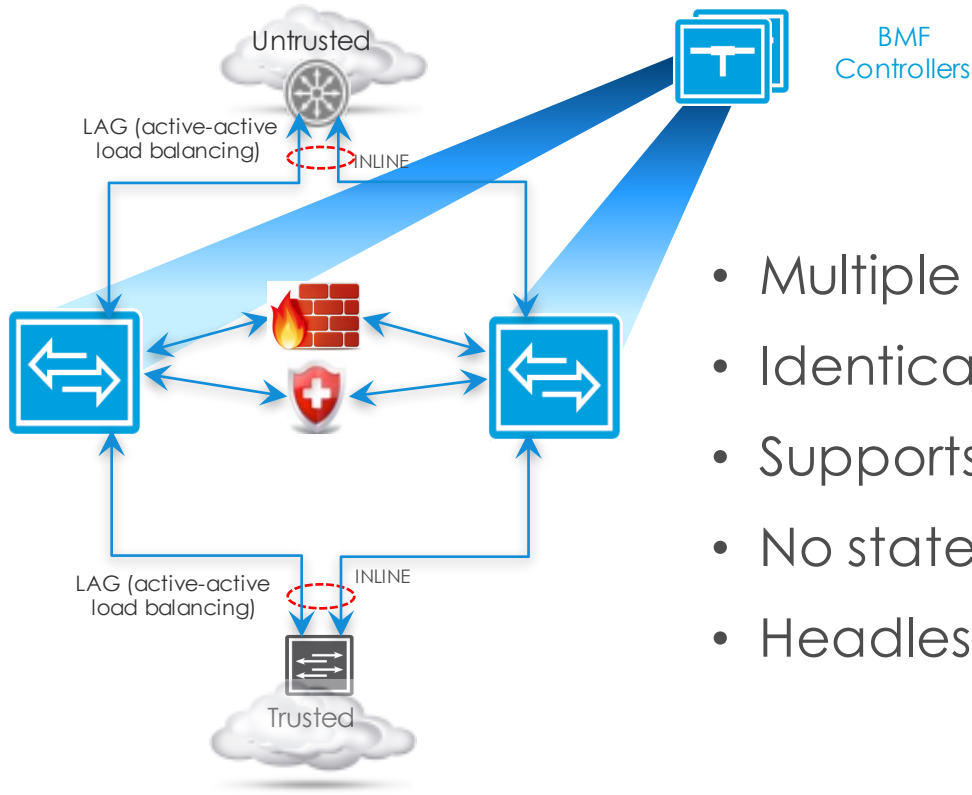 Untrusted
BMF
Controllers
LAG (active-active
load balancing)
INLINE
• Multiple
• Identica
• Supports
• No state
• Headles
LAG (active-active
load balancing)
INLINE
Trusted